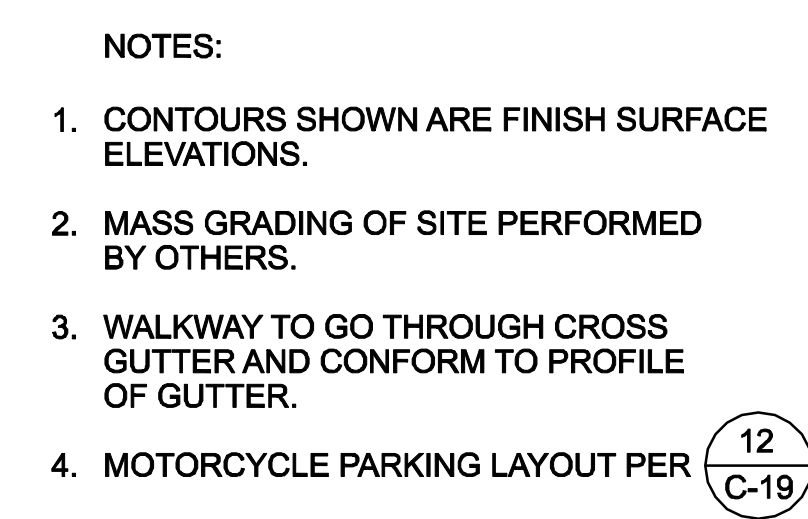 NOTES:
1. CONTOURS SHOWN ARE FINISH SURFACE
ELEVATIONS.
2. MASS GRADING OF SITE PERFORMED
BY OTHERS.
3. WALKWAY TO GO THROUGH CROSS
GUTTER AND CONFORM TO PROFILE
OF GUTTER.
4. MOTORCYCLE PARKING LAYOUT PER
12
C-19